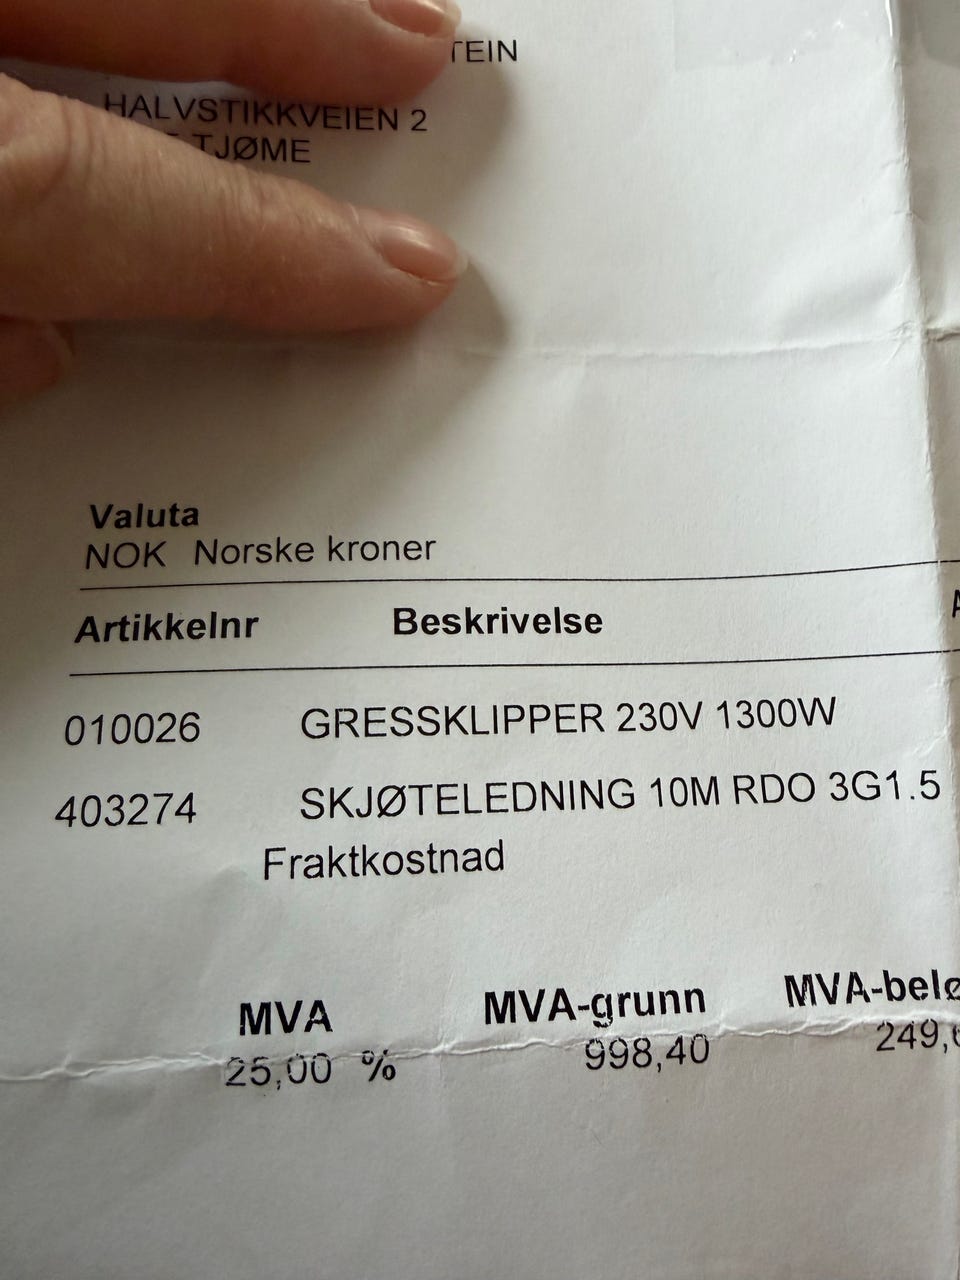 HALVSTIKKVEIEN 2
TJØME
Valuta
NOK Norske kroner
Artikkelnr Beskrivelse
010026 GRESSKLIPPER 230V 1300W
403274 SKJØTELEDNING 10M RDO 3G1.5
Fraktkostnad
MVA MVA-grunn
25,00 % 998,40